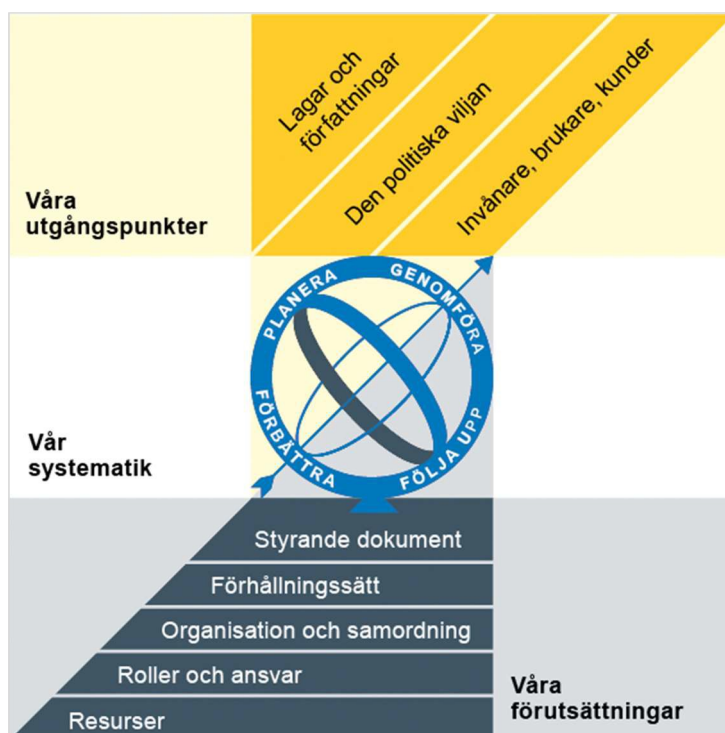 Lagar och
författningar
Den politiska viljan
Invånare, brukare, kunder
Våra
utgångspunkter
PLANERA
GENOMFÖRA
FÖRBÄTTRA
FÖLJA UPP
Vår
systematik
Styrande dokument
Förhållningssätt
Organisation och samordning
Roller och ansvar
Resurser
Våra
förutsättningar